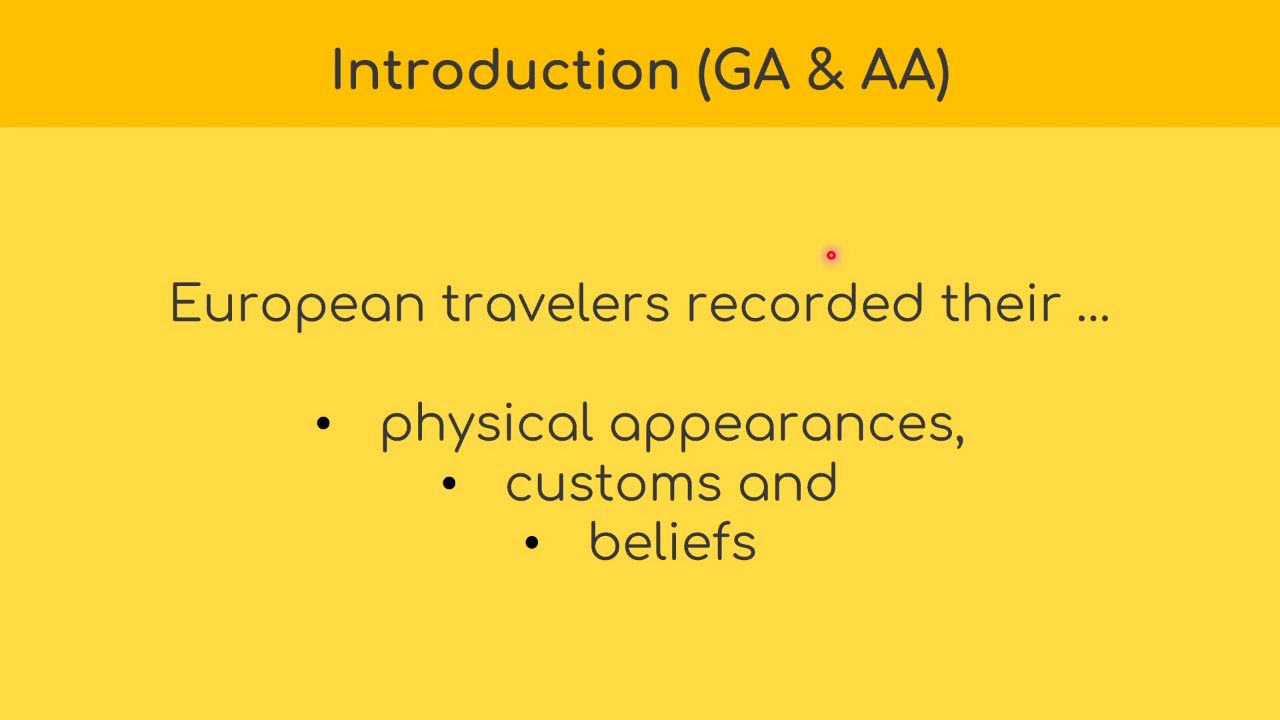 Introduction (GA & AA)
European travelers recorded their ...
• physical appearances,
• customs and
• beliefs